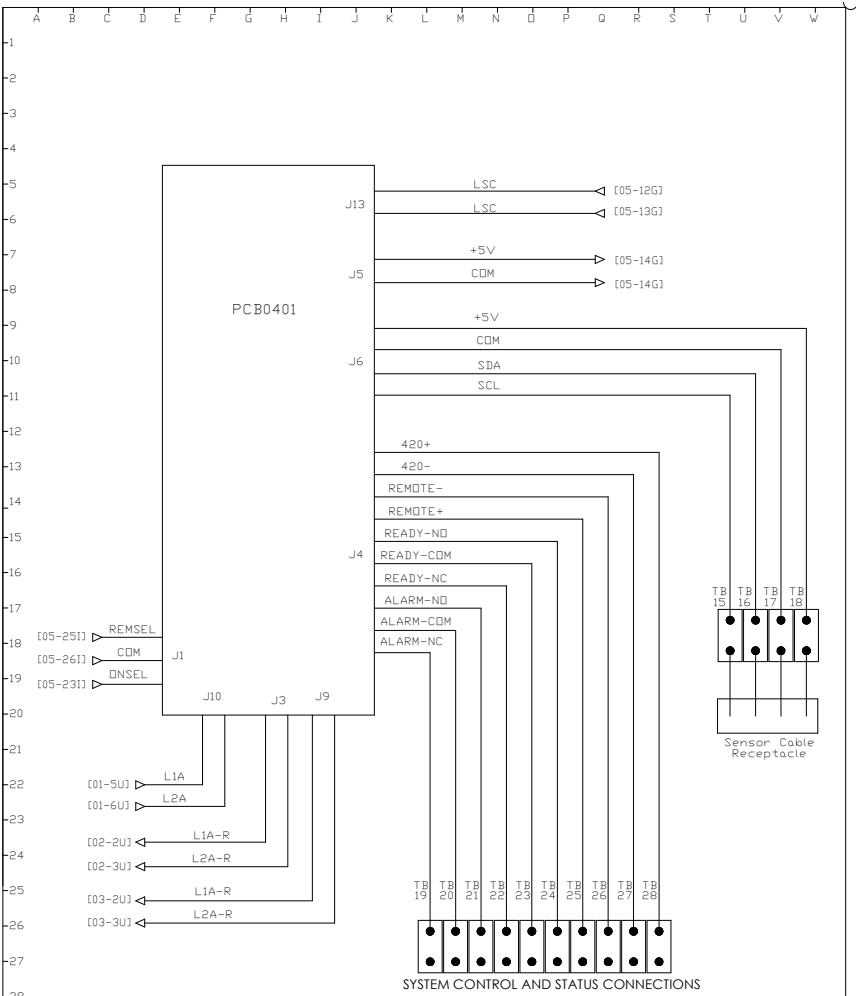 A B C D E F G H I J K L M N O P Q R S T U V W
1
2
3
4
5
6
7
8
9
10
11
12
13
14
15
16
17
18
19
20
21
22
23
24
25
26
27
28
PCB0401
J13
LSC [05-12G]
LSC [05-13G]
J5
+5V [05-14G]
COM [05-14G]
J6
+5V
COM
SDA
SCL
J4
420+
420-
REMOTE-
REMOTE+
READY-NO
READY-COM
READY-NC
ALARM-NO
ALARM-COM
ALARM-NC
[05-25I] REMSEL
[05-26I] COM
[05-23I] ONSEL
J1
J10 J3 J9
[01-5U] L1A
[01-6U] L2A
[02-2U] L1A-R
[02-3U] L2A-R
[03-2U] L1A-R
[03-3U] L2A-R
TB 15
TB 16
TB 17
TB 18
Sensor Cable
Receptacle
TB 19
TB 20
TB 21
TB 22
TB 23
TB 24
TB 25
TB 26
TB 27
TB 28
SYSTEM CONTROL AND STATUS CONNECTIONS